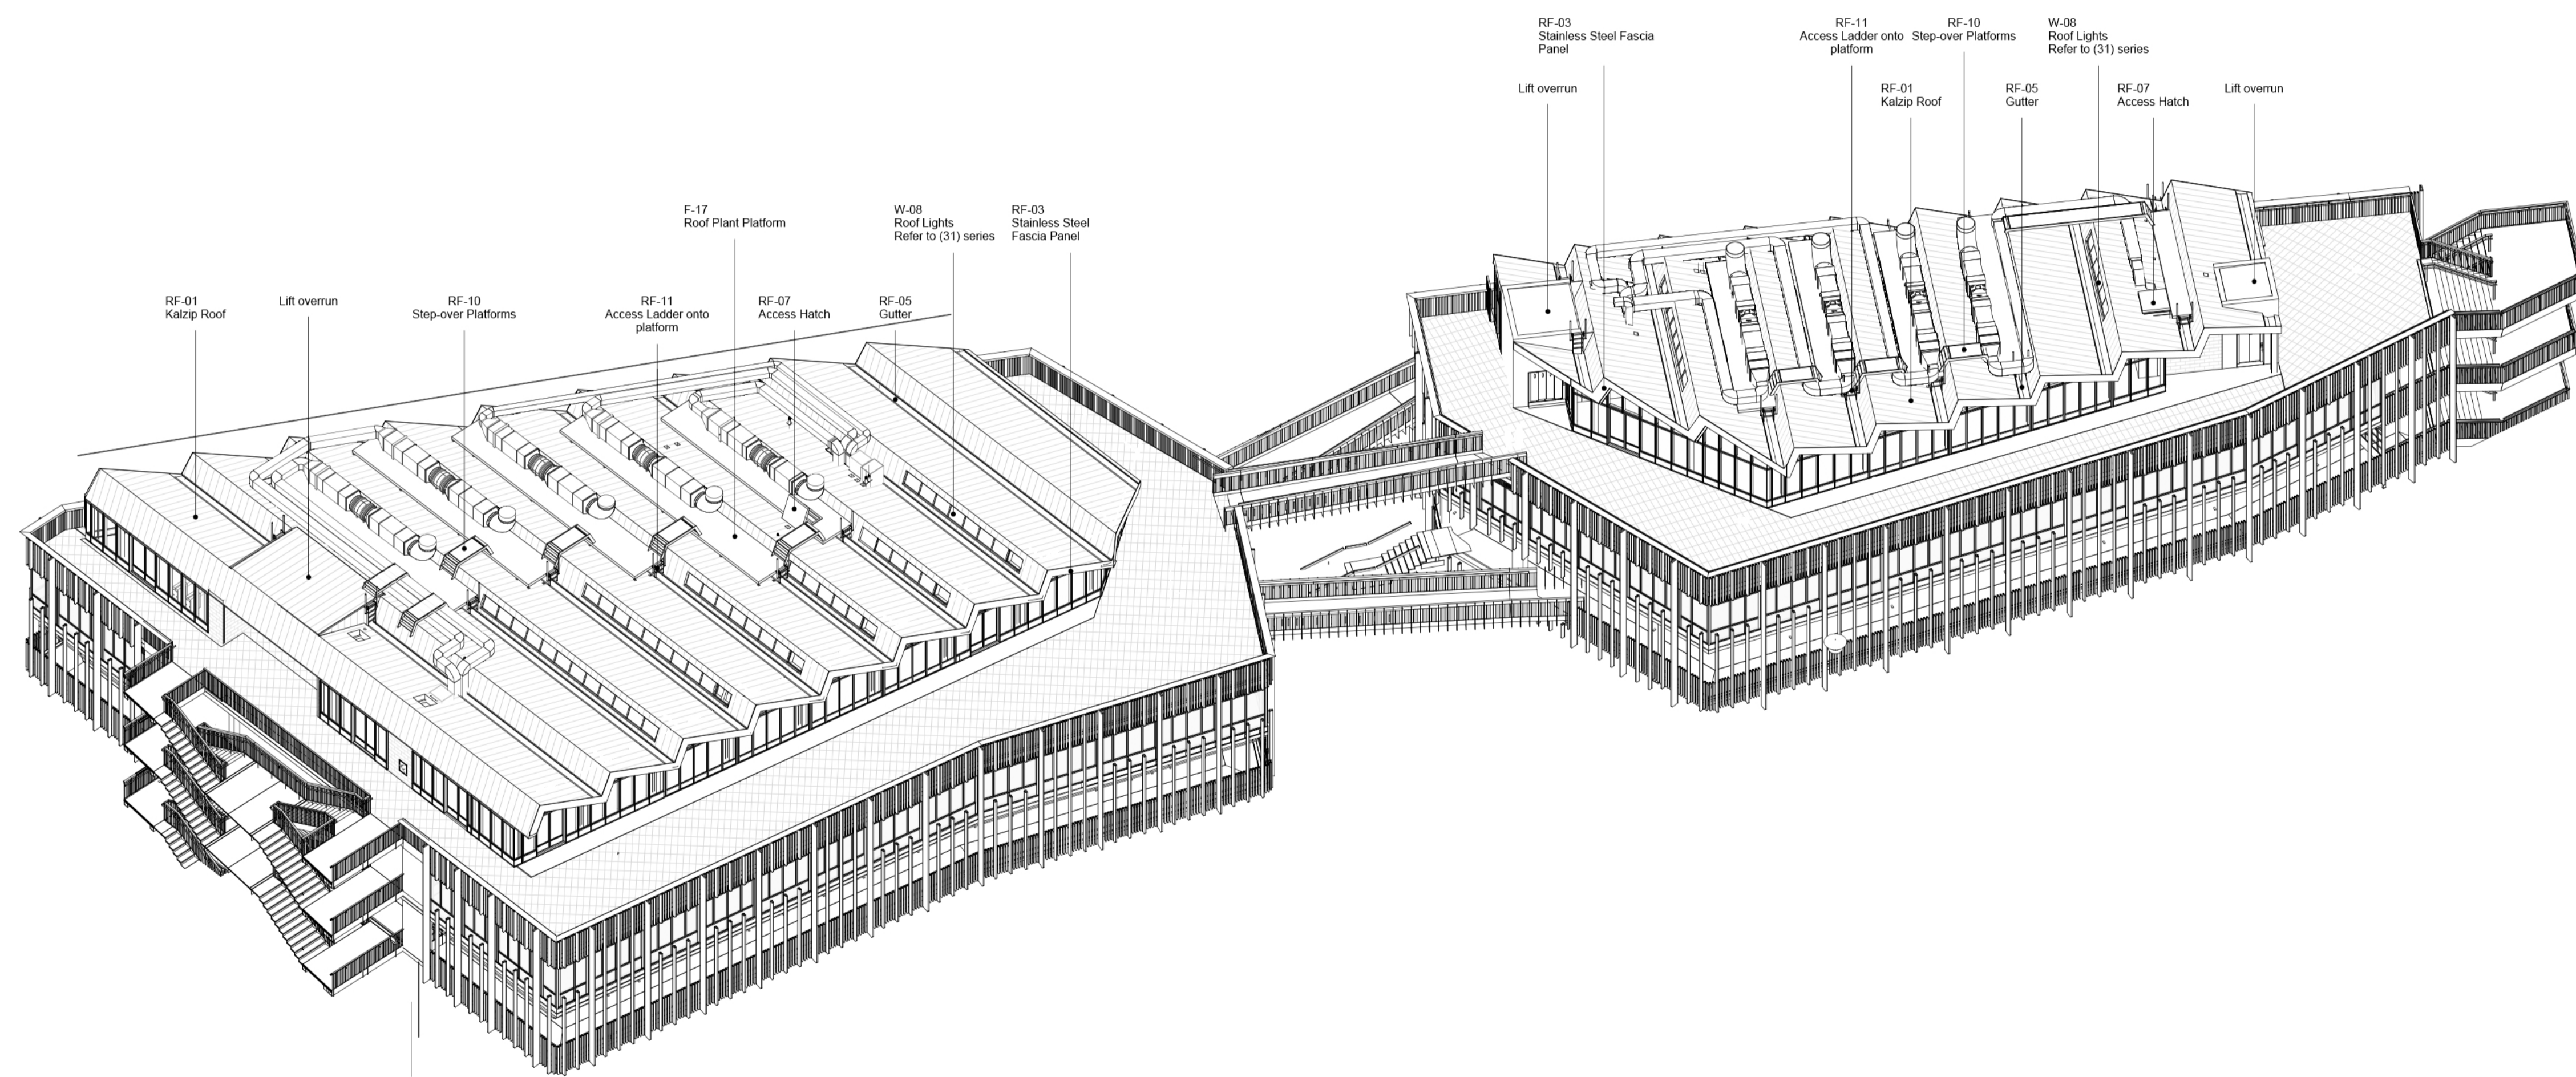 RF-01
Kalzip Roof
Lift overrun
RF-10
Step-over Platforms
RF-11
Access Ladder onto
platform
F-17
Roof Plant Platform
RF-07
Access Hatch
RF-05
Gutter
W-08
Roof Lights
Refer to (31) series
RF-03
Stainless Steel
Fascia Panel
Lift overrun
RF-03
Stainless Steel Fascia
Panel
RF-11
Access Ladder onto
platform
RF-01
Kalzip Roof
RF-10
Step-over Platforms
RF-05
Gutter
W-08
Roof Lights
Refer to (31) series
RF-07
Access Hatch
Lift overrun